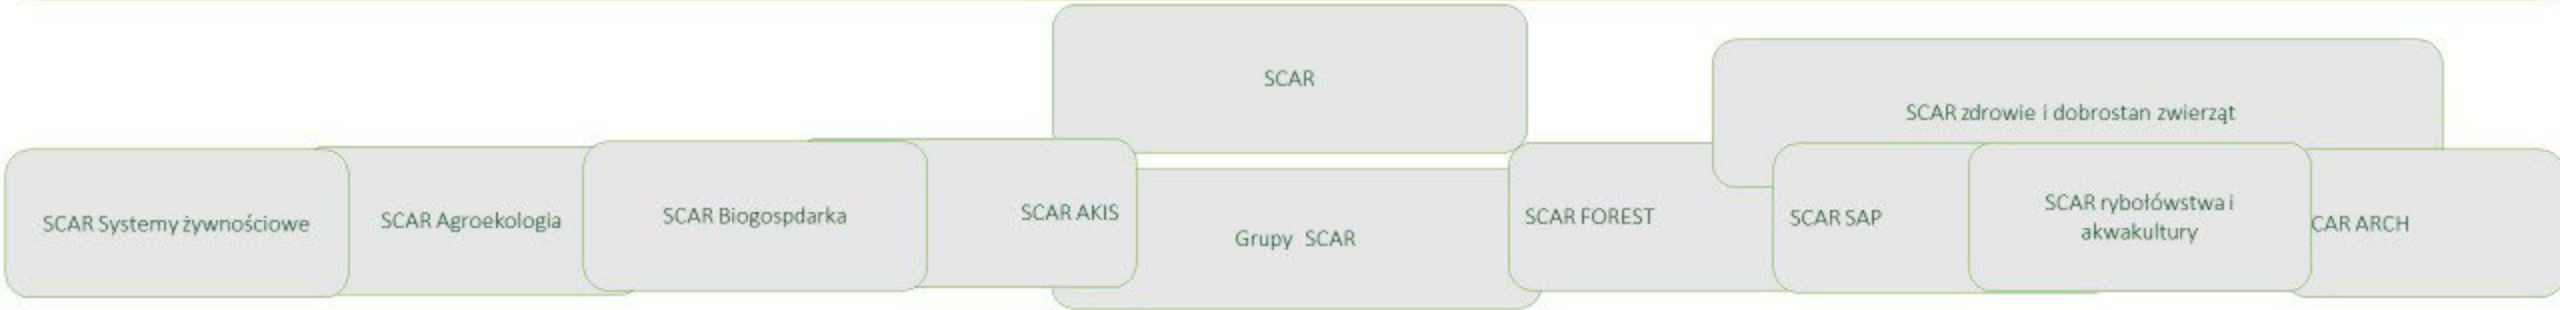 SCAR
SCAR zdrowie i dobrostan zwierząt
SCAR Systemy żywnościowe
SCAR Agroekologia
SCAR Biogospdarka
SCAR AKIS
Grupy SCAR
SCAR FOREST
SCAR SAP
SCAR rybołówstwa i
akwakultury
CAR ARCH